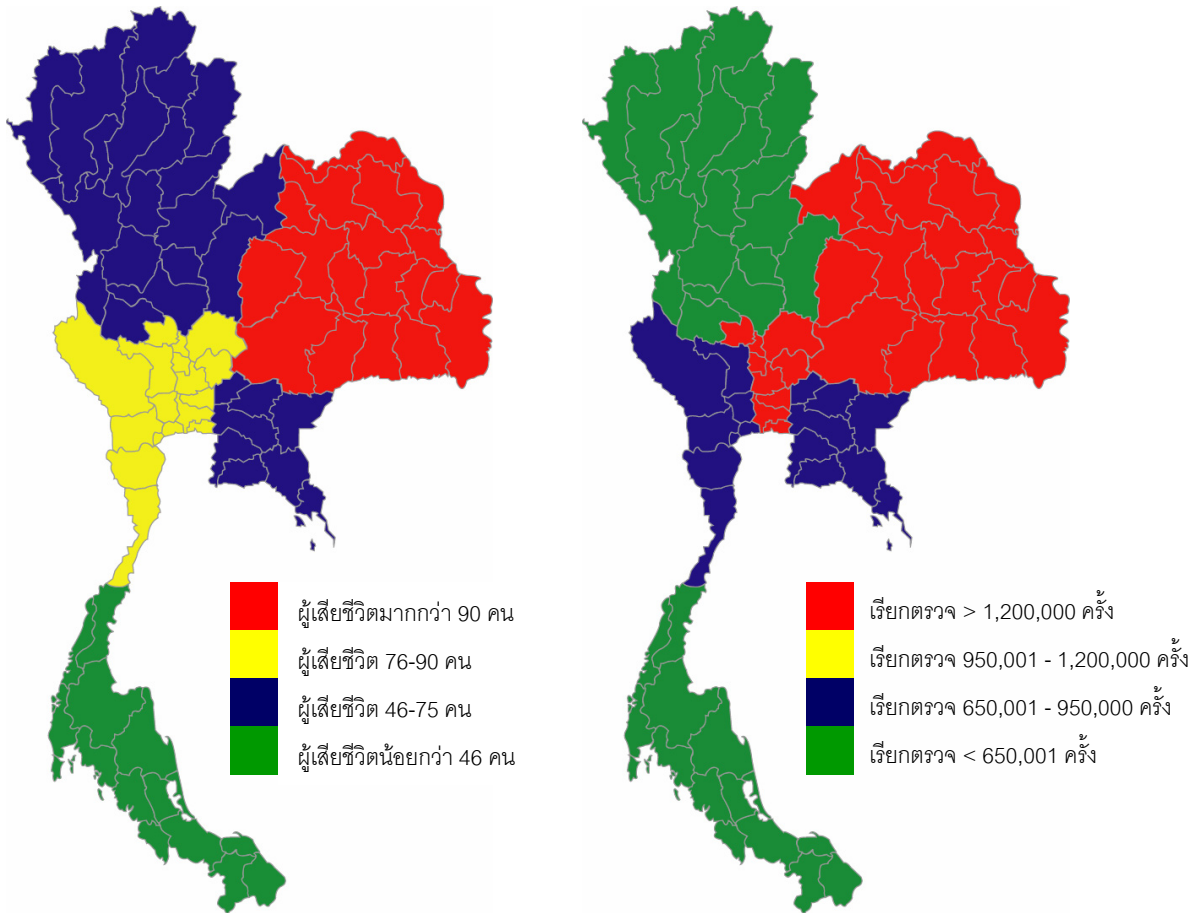 ผู้เสียชีวิตมากกว่า 90 คน
ผู้เสียชีวิต 76-90 คน
ผู้เสียชีวิต 46-75 คน
ผู้เสียชีวิตน้อยกว่า 46 คน
เรียกตรวจ > 1,200,000 ครั้ง
เรียกตรวจ 950,001 - 1,200,000 ครั้ง
เรียกตรวจ 650,001 - 950,000 ครั้ง
เรียกตรวจ < 650,001 ครั้ง